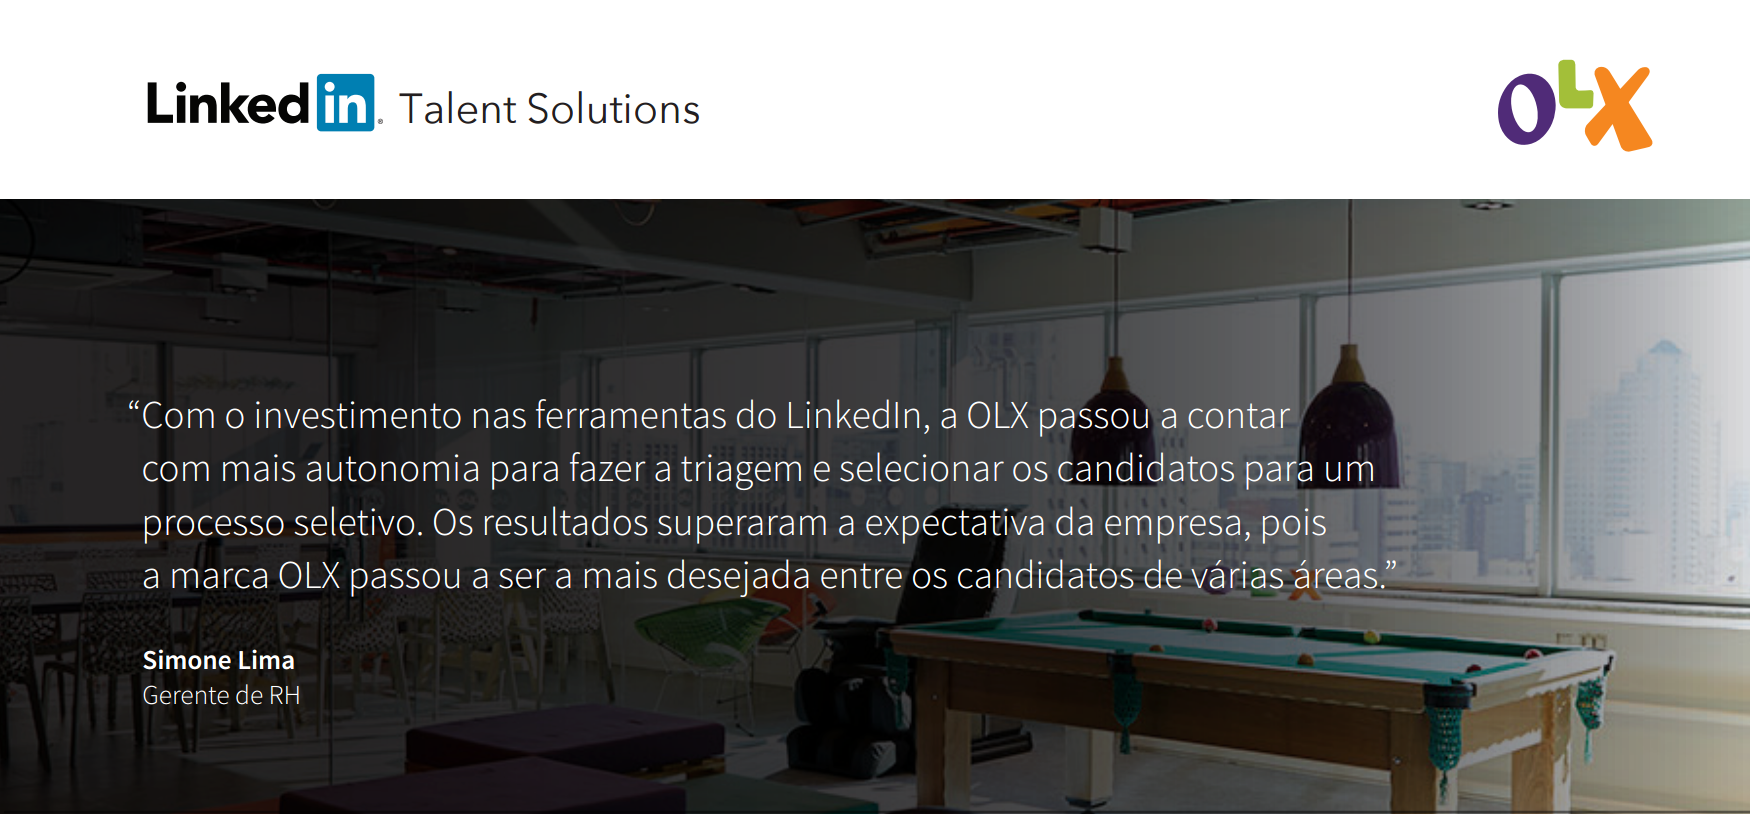 Linked in® Talent Solutions
OLX
“Com o investimento nas ferramentas do LinkedIn, a OLX passou a contar
com mais autonomia para fazer a triagem e selecionar os candidatos para um
processo seletivo. Os resultados superaram a expectativa da empresa, pois
a marca OLX passou a ser a mais desejada entre os candidatos de várias áreas.”
Simone Lima
Gerente de RH